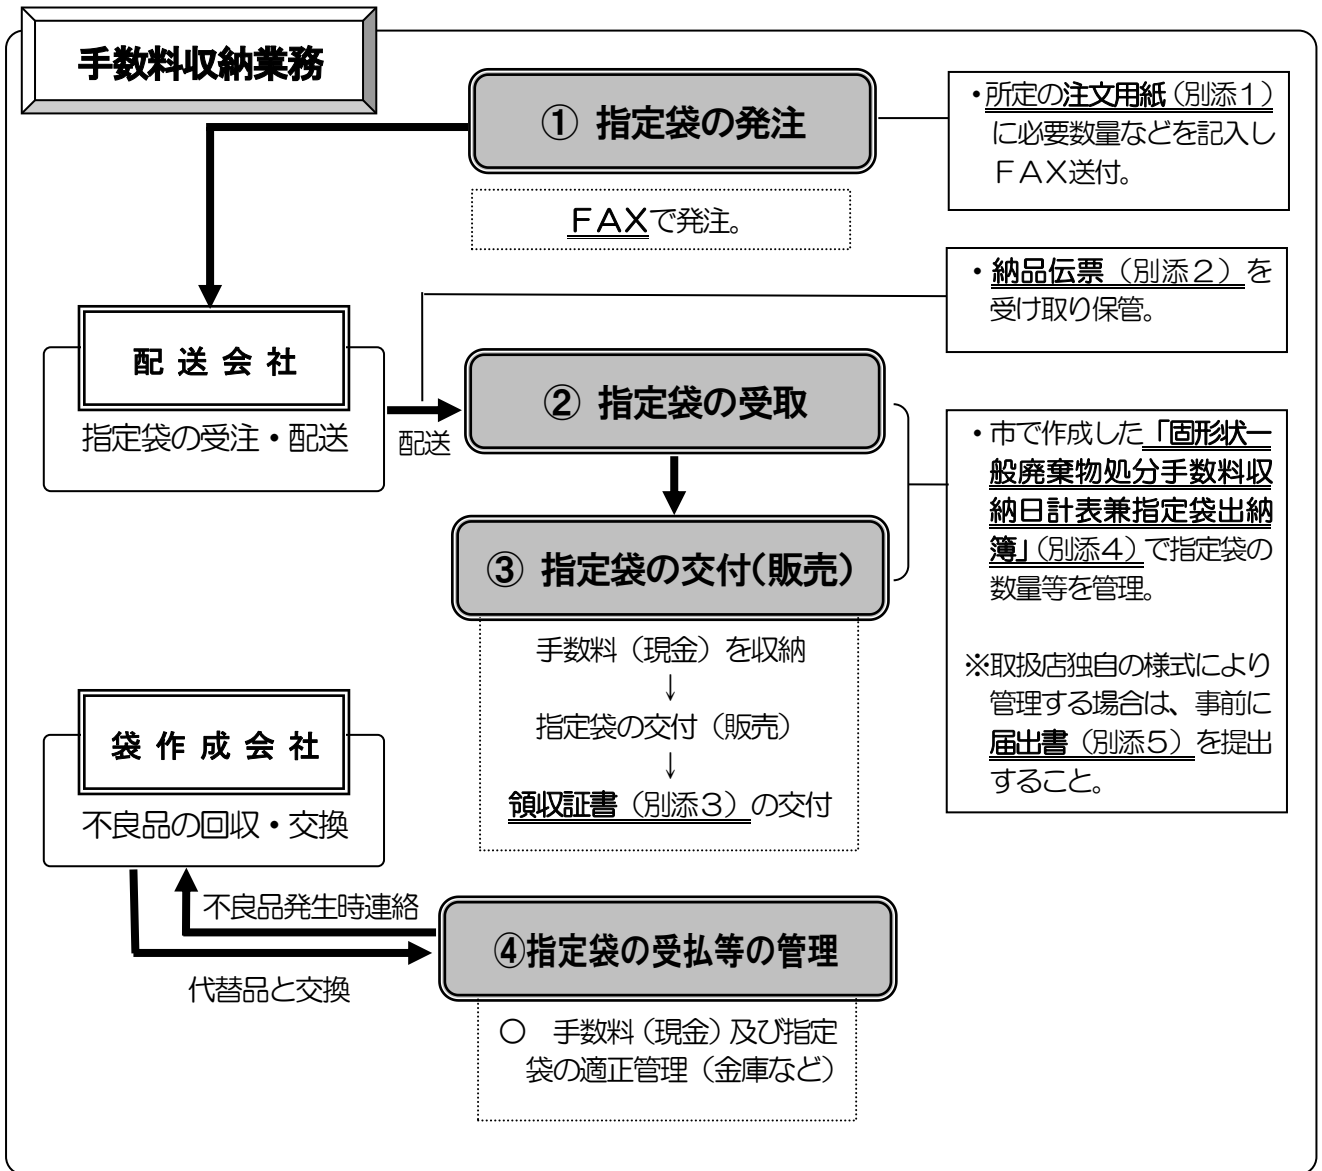 手数料収納業務
① 指定袋の発注
・所定の注文用紙(別添1)
に必要数量などを記入し
FAX送付。
FAXで発注。
・納品伝票(別添2)を
受け取り保管。
配送会社
指定袋の受注・配送
配送
② 指定袋の受取
③ 指定袋の交付(販売)
・市で作成した「固形状一
般廃棄物処分手数料収
納日計表兼指定袋出納
簿」(別添4)で指定袋の
数量等を管理。
※取扱店独自の様式により
管理する場合は、事前に
届出書(別添5)を提出
すること。
手数料(現金)を収納
↓
指定袋の交付(販売)
↓
領収証書(別添3)の交付
袋作成会社
不良品の回収・交換
不良品発生時連絡
代替品と交換
④指定袋の受払等の管理
○ 手数料(現金)及び指定
袋の適正管理(金庫など)